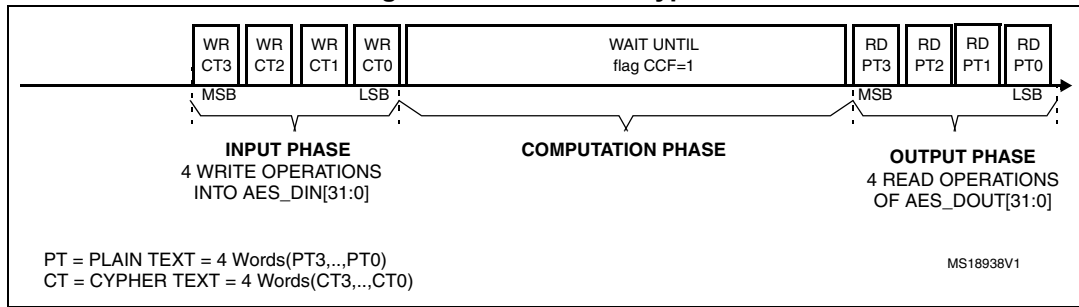 WR CT3 WR CT2 WR CT1 WR CT0 WAIT UNTIL flag CCF=1 RD PT3 RD PT2 RD PT1 RD PT0
MSB LSB MSB LSB
INPUT PHASE
4 WRITE OPERATIONS
INTO AES_DIN[31:0]
COMPUTATION PHASE
OUTPUT PHASE
4 READ OPERATIONS
OF AES_DOUT[31:0]
PT = PLAIN TEXT = 4 Words(PT3,..,PT0)
CT = CYPHER TEXT = 4 Words(CT3,..,CT0)
MS18938V1